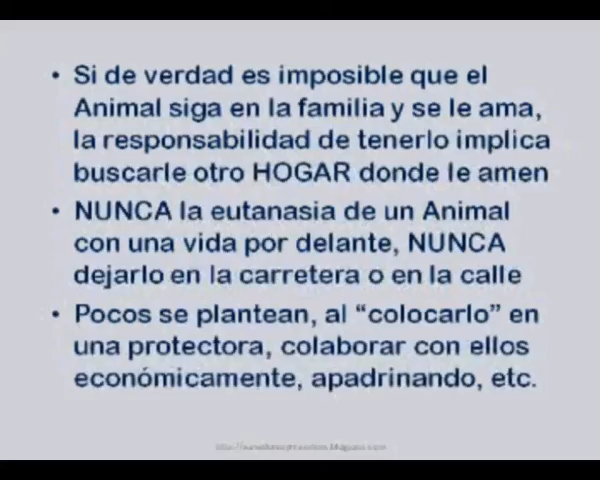 • Si de verdad es imposible que el
Animal siga en la familia y se le ama,
la responsabilidad de tenerlo implica
buscarle otro HOGAR donde le amen
• NUNCA la eutanasia de un Animal
con una vida por delante, NUNCA
dejarlo en la carretera o en la calle
• Pocos se plantean, al “colocarlo” en
una protectora, colaborar con ellos
económicamente, apadrinando, etc.